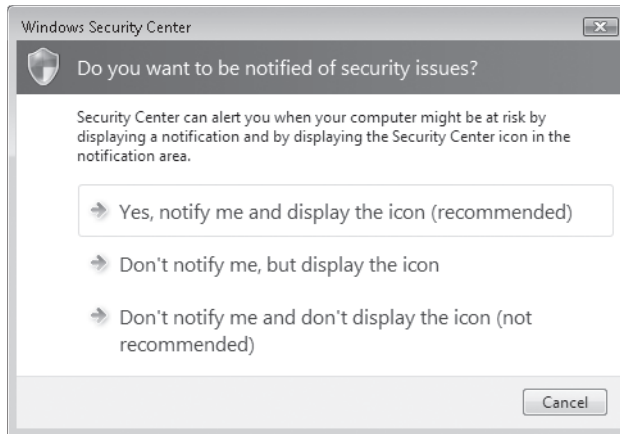 Windows Security Center
Do you want to be notified of security issues?
Security Center can alert you when your computer might be at risk by
displaying a notification and by displaying the Security Center icon in the
notification area.
Yes, notify me and display the icon (recommended)
Don't notify me, but display the icon
Don't notify me and don't display the icon (not
recommended)
Cancel